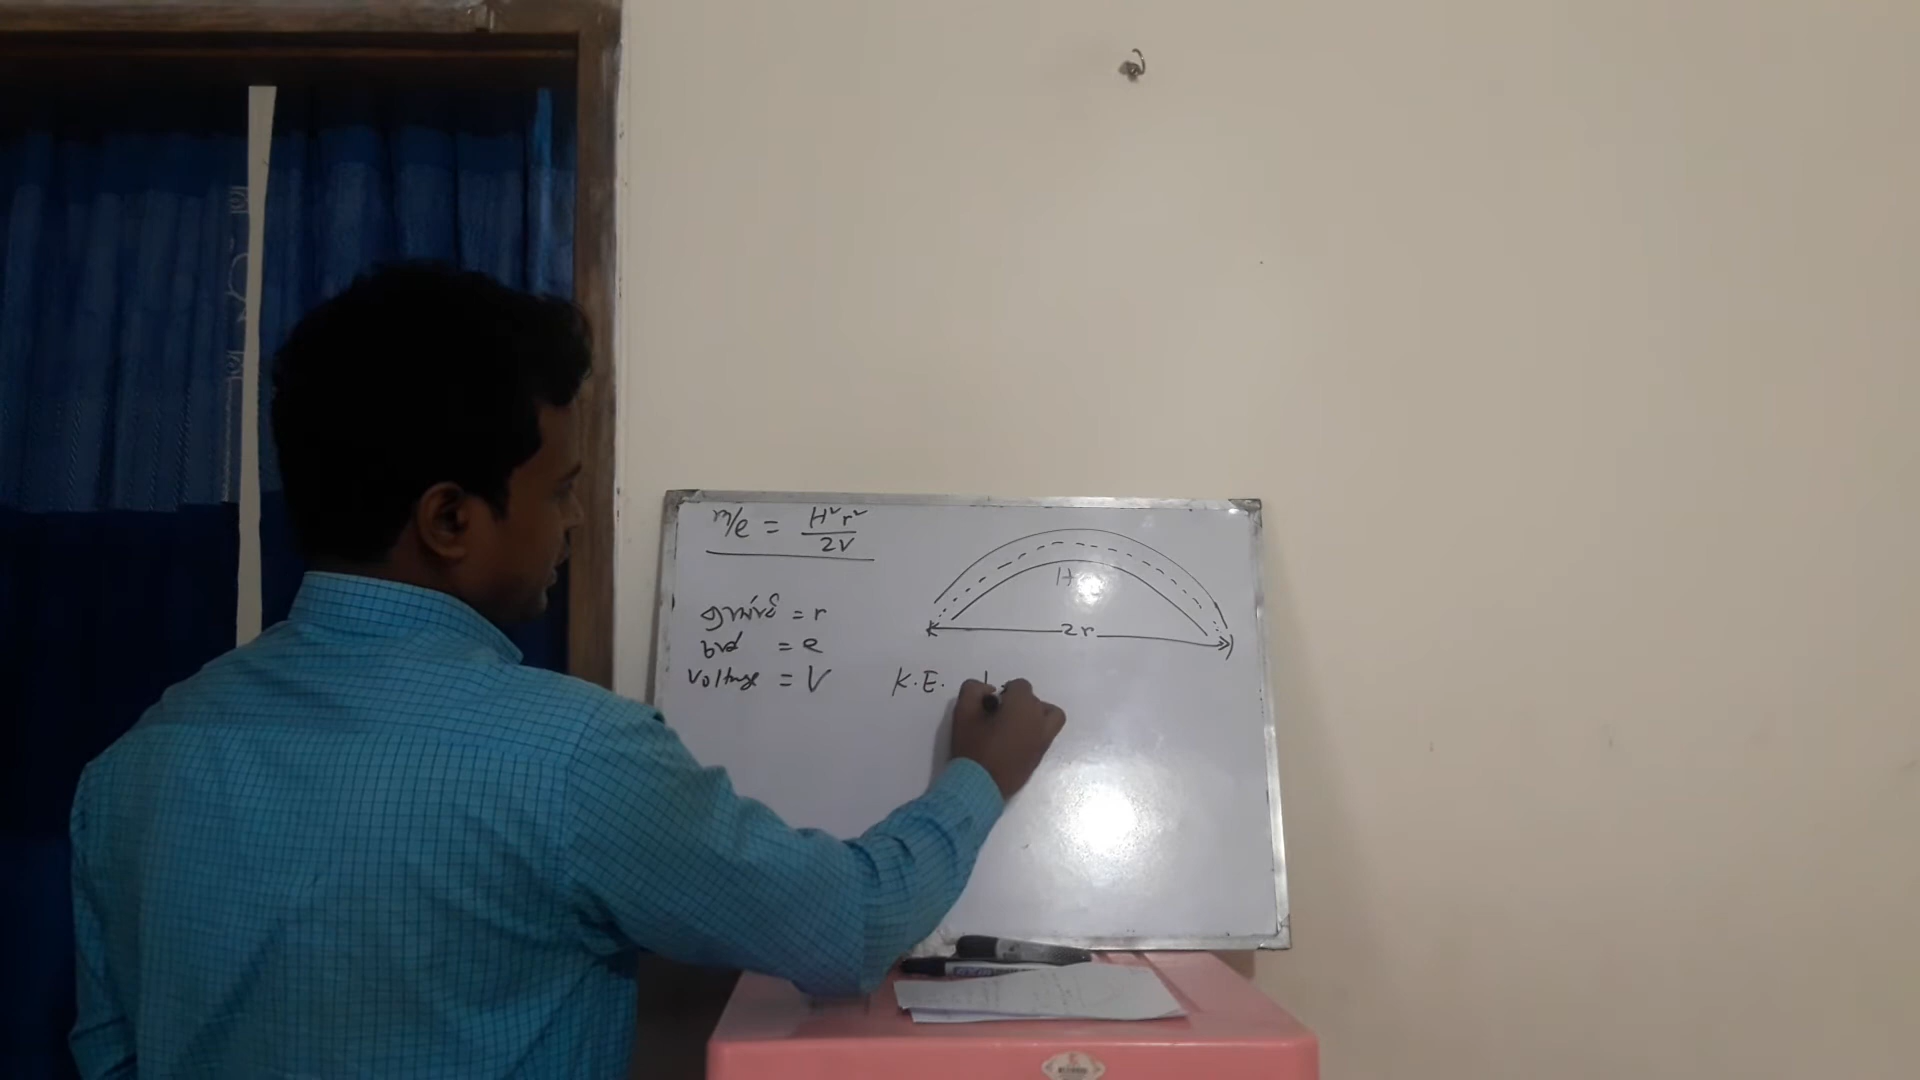 m/e = H²r²
2V
ব্যাসার্ধ = r
চার্জ = e
Voltage = V
H
2r
K.E.